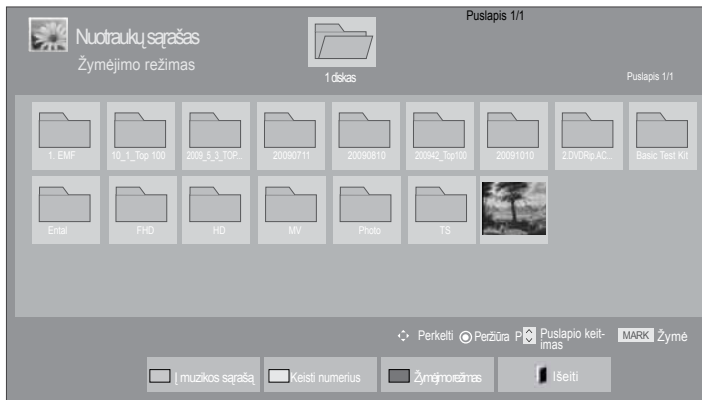 Puslapis 1/1
Nuotraukų sąrašas
Žymėjimo režimas
1 diskas
Puslapis 1/1
1. EMF
10_1_Top 100
2009_5_3_TOP...
20090711
20090810
200942_Top100
20091010
2.DVDRip.AC...
Basic Test Kit
Ental
FHD
HD
MV
Photo
TS
Perkelti Peržiūra P Puslapio keit-
imas
MARK Žymė
Į muzikos sąrašą
Keisti numerius
Žymėjimo režimas
Išeiti